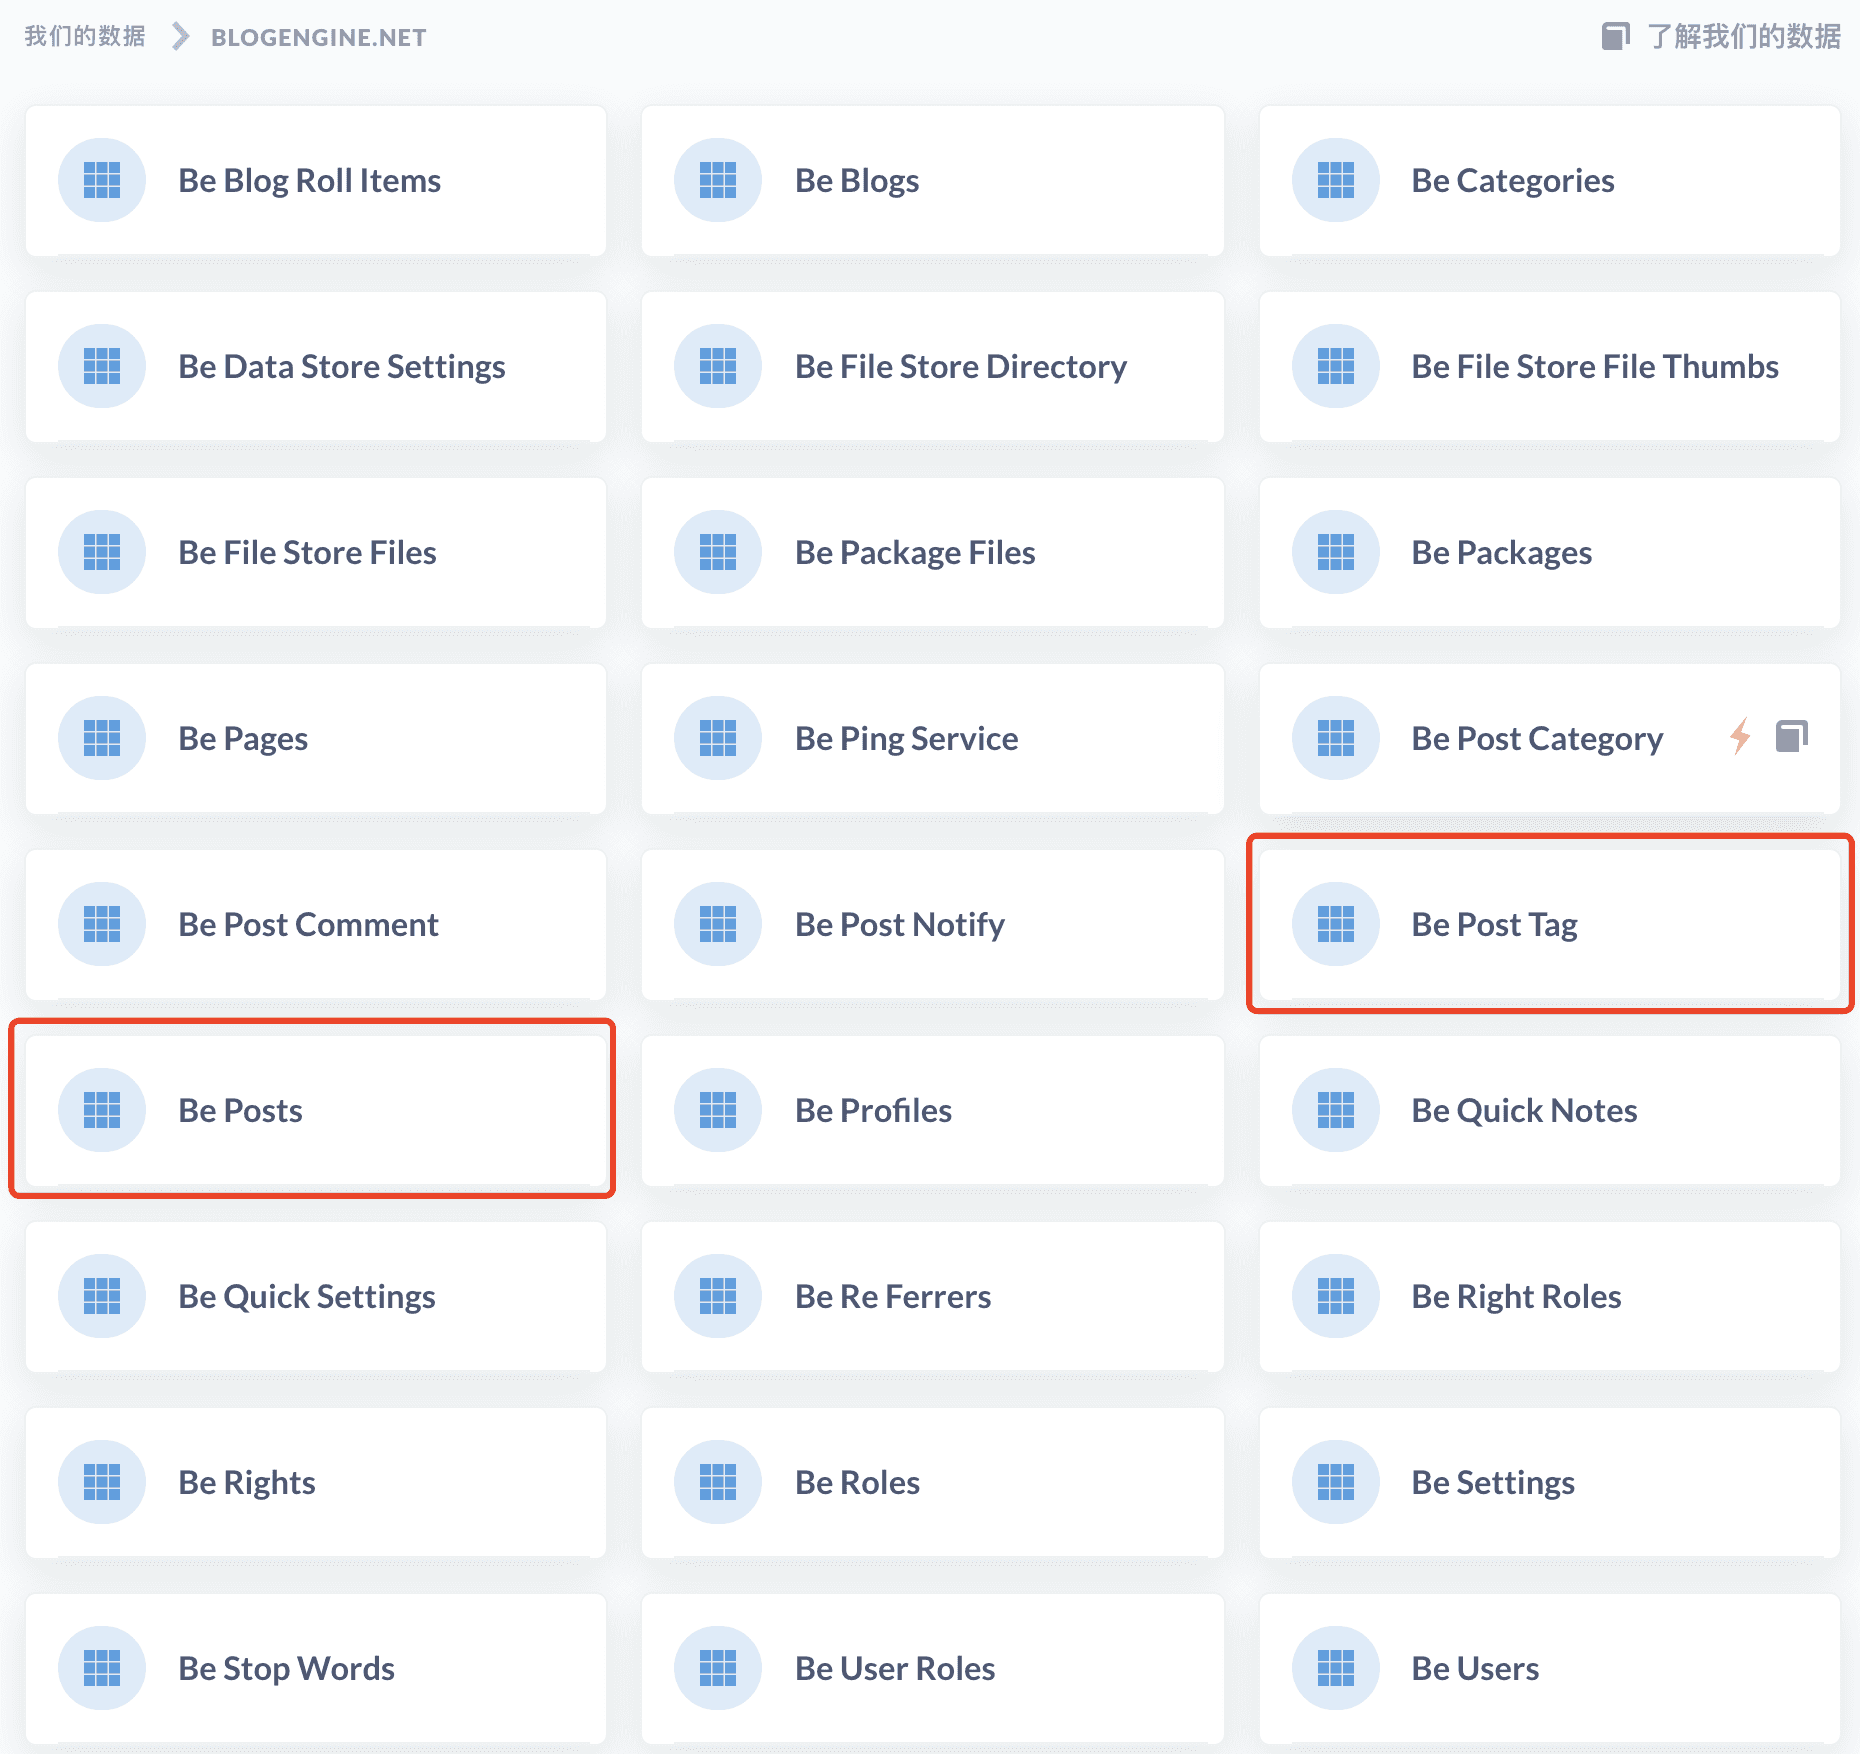 我们的数据
BLOGENGINE.NET
了解我们的数据
Be Blog Roll Items
Be Blogs
Be Categories
Be Data Store Settings
Be File Store Directory
Be File Store File Thumbs
Be File Store Files
Be Package Files
Be Packages
Be Pages
Be Ping Service
Be Post Category
Be Post Comment
Be Post Notify
Be Post Tag
Be Posts
Be Profiles
Be Quick Notes
Be Quick Settings
Be Re Ferrers
Be Right Roles
Be Rights
Be Roles
Be Settings
Be Stop Words
Be User Roles
Be Users